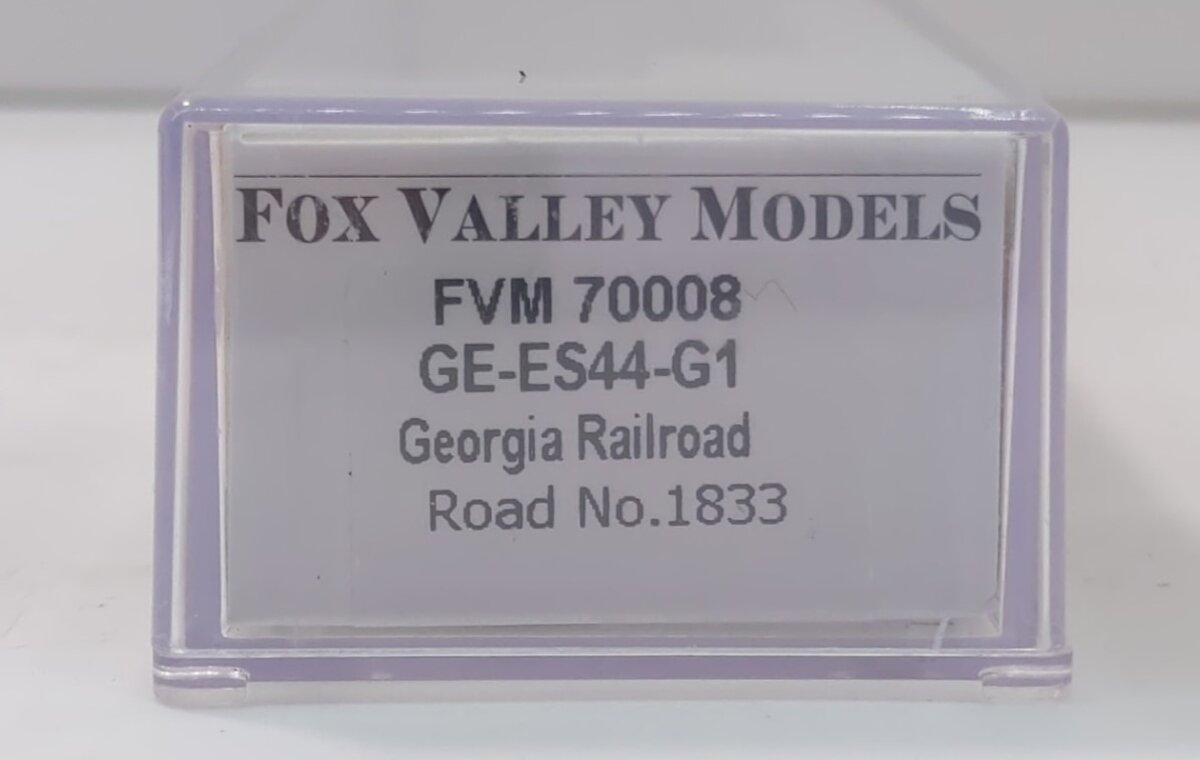 FOX VALLEY MODELS
FVM 70008
GE-ES44-G1
Georgia Railroad
Road No.1833